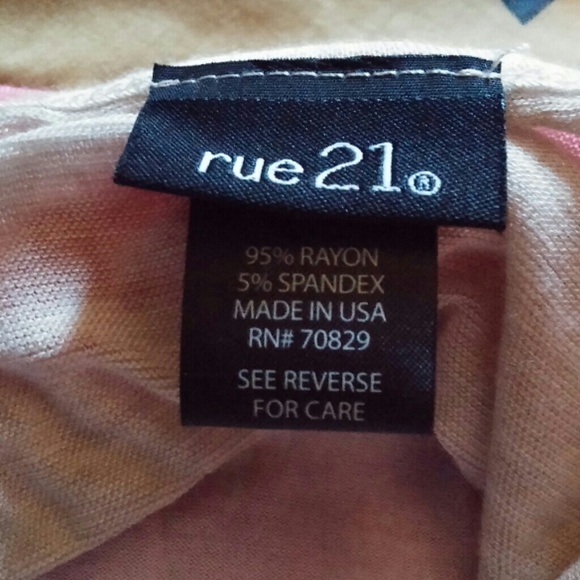 rue21®
95% RAYON
5% SPANDEX
MADE IN USA
RN# 70829
SEE REVERSE
FOR CARE